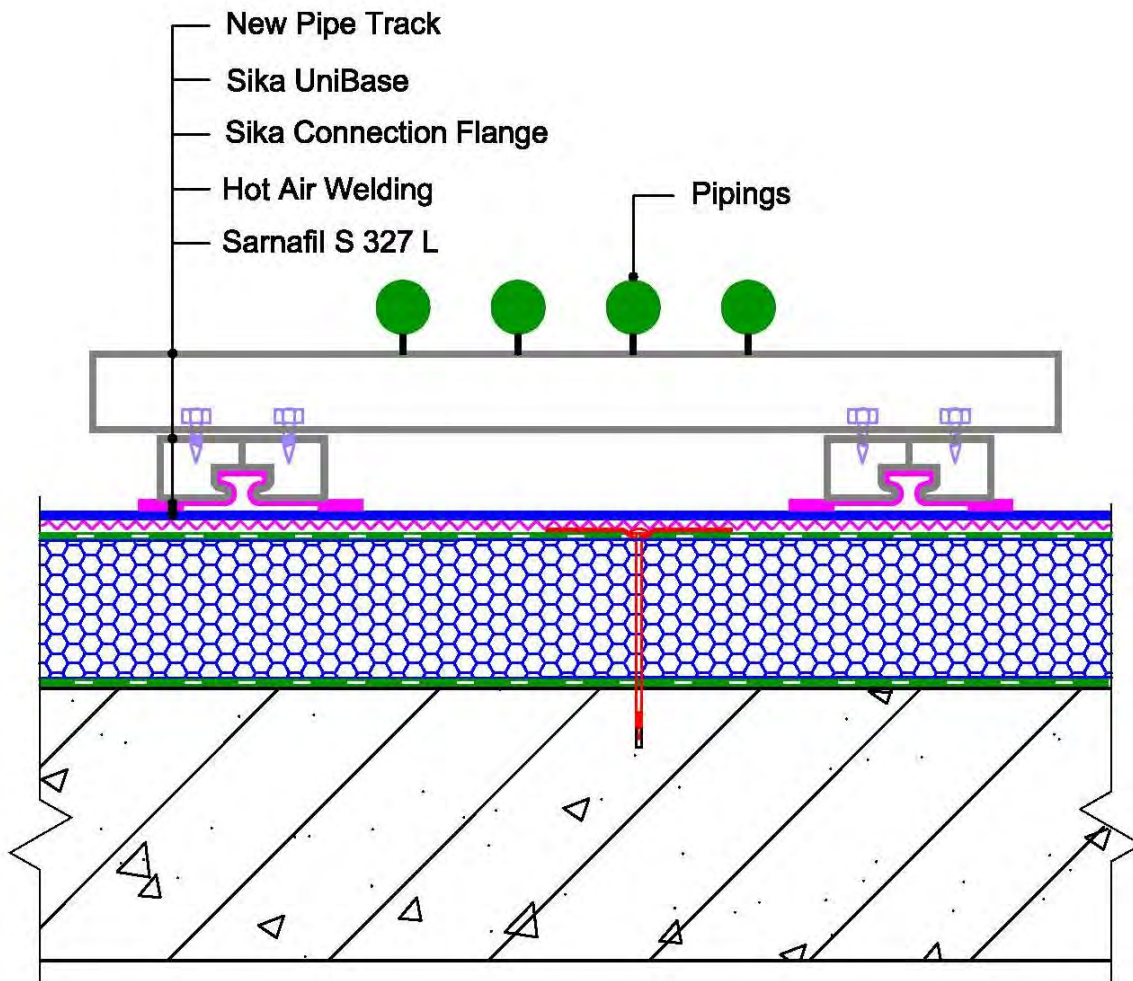 New Pipe Track
Sika UniBase
Sika Connection Flange
Hot Air Welding
Pipings
Sarnafil S 327 L